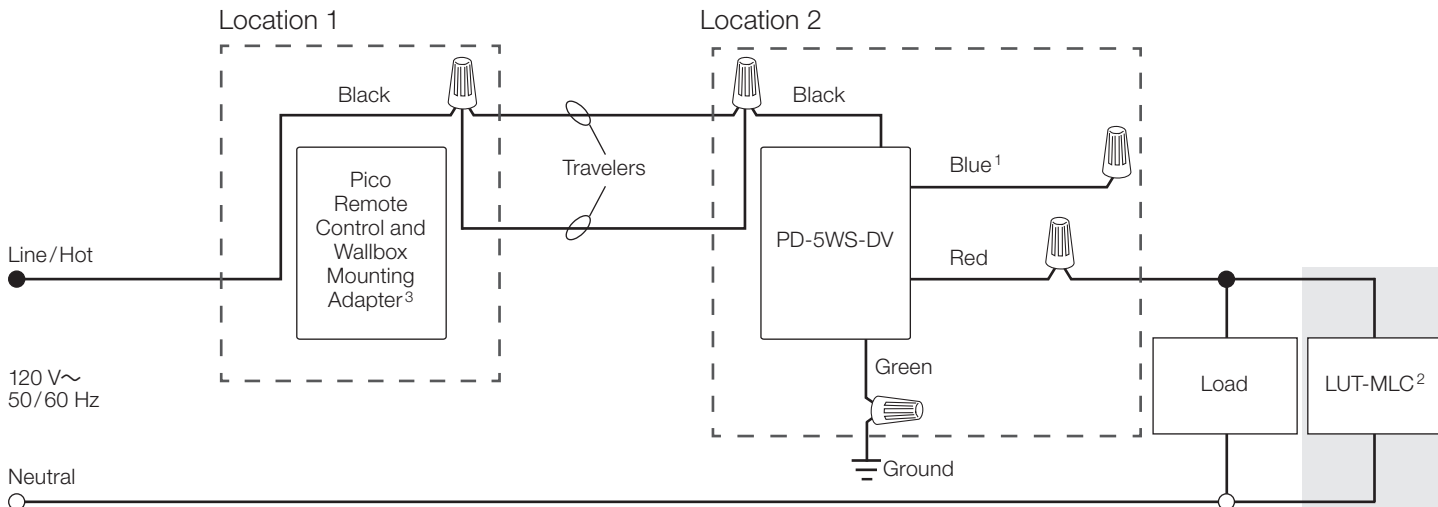 Location 1
Location 2
Black
Black
Travelers
Blue1
Pico
Remote
Control and
Wallbox
Mounting
Adapter3
PD-5WS-DV
Line/Hot
Red
120 V~
50/60 Hz
Green
Load
LUT-MLC2
Ground
Neutral